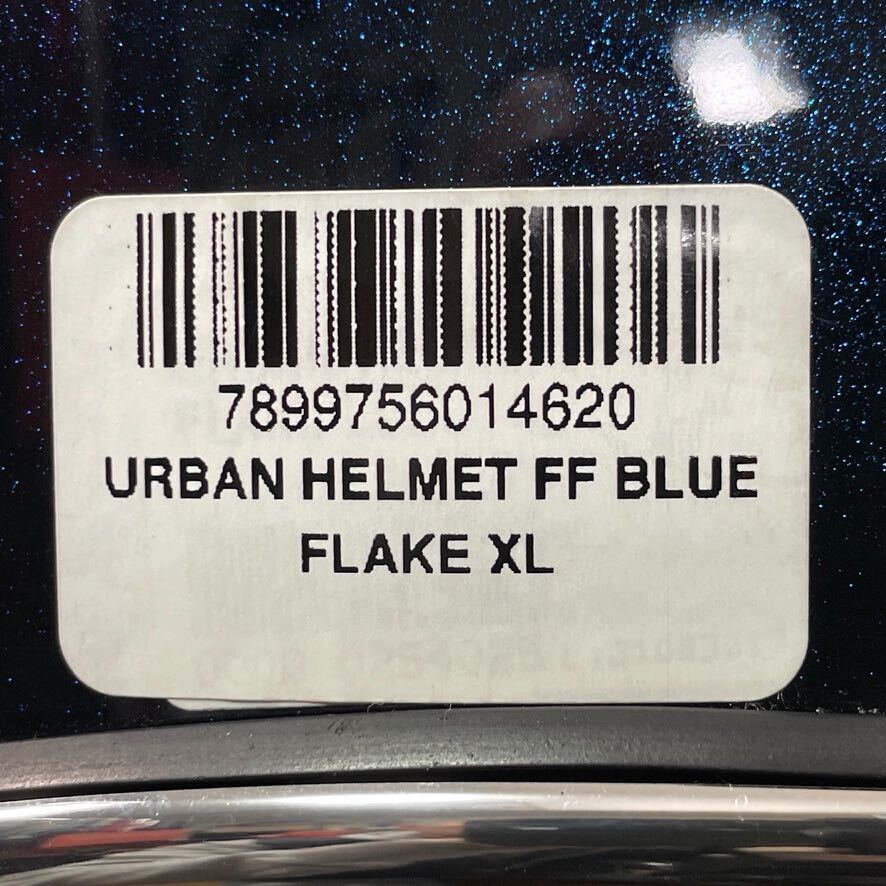 7899756014620
URBAN HELMET FF BLUE
FLAKE XL